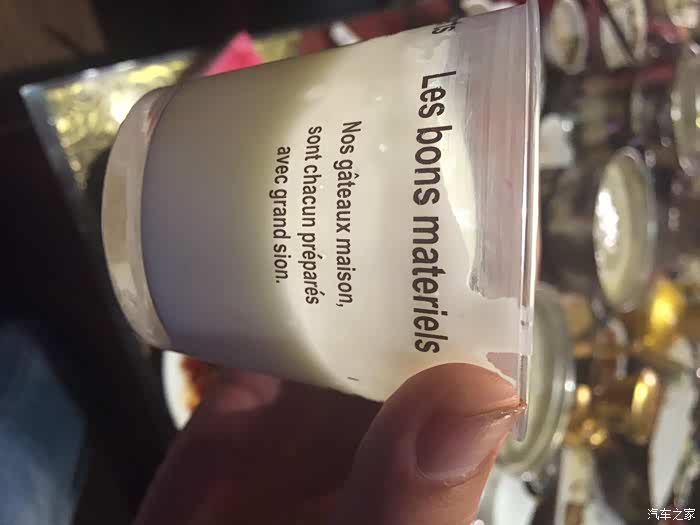 Les bons materiels
Nos gâteaux maison,
sont chacun préparés
avec grand sion.
汽车之家